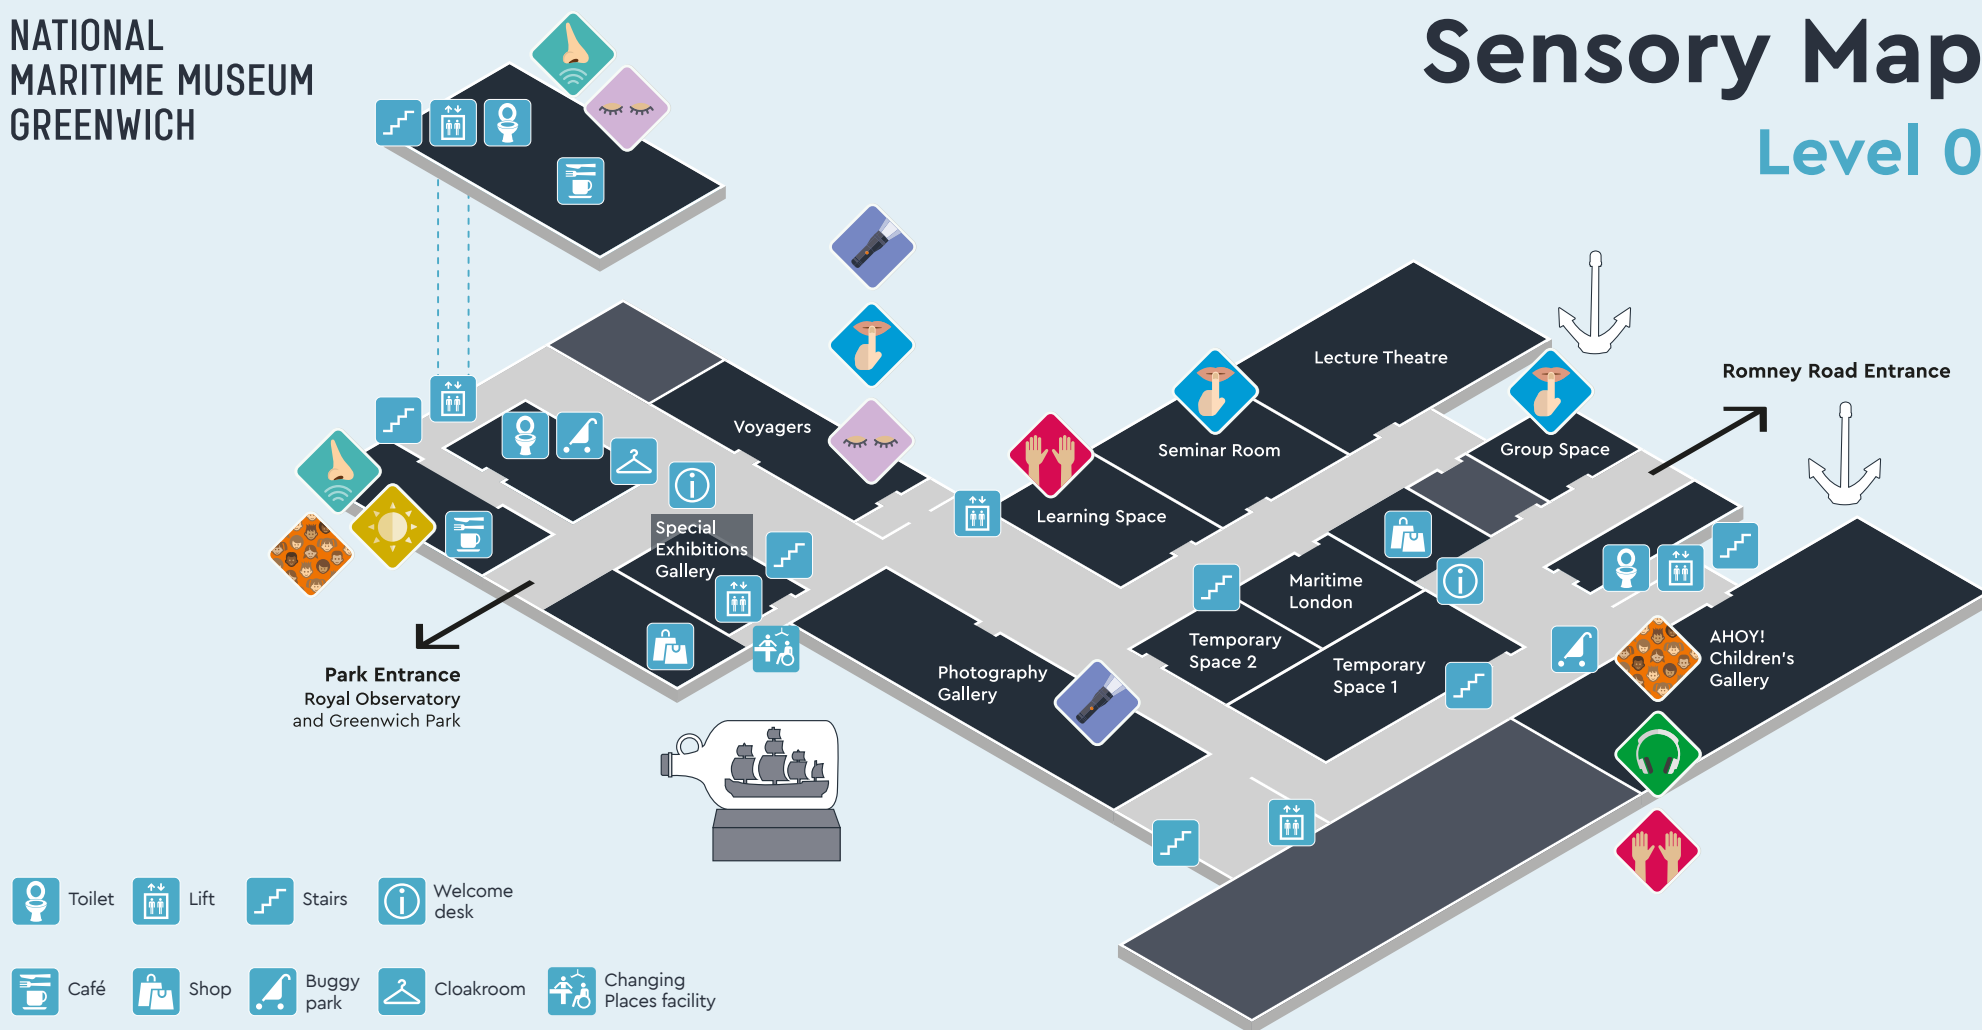 NATIONAL
MARITIME MUSEUM
GREENWICH
Sensory Map
Level 0
Lecture Theatre
Romney Road Entrance
Voyagers
Seminar Room
Group Space
Learning Space
Special
Exhibitions
Gallery
Maritime
London
Temporary
Space 2
Temporary
Space 1
AHOY!
Children's
Gallery
Photography
Gallery
Park Entrance
Royal Observatory
and Greenwich Park
Toilet
Lift
Stairs
Welcome
desk
Café
Shop
Buggy
park
Cloakroom
Changing
Places facility